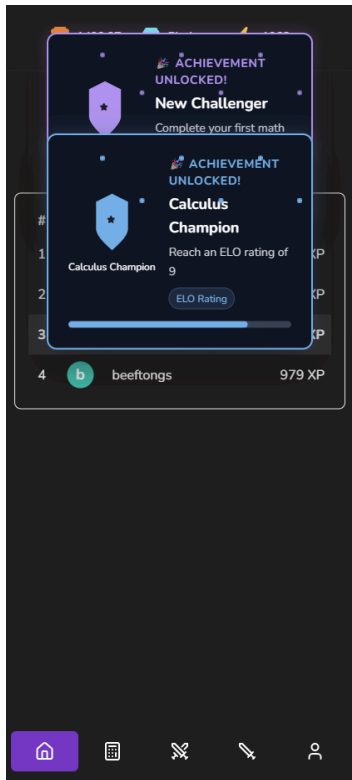 🎉 ACHIEVEMENT
UNLOCKED!
New Challenger
Complete your first math
🎉 ACHIEVEMENT
UNLOCKED!
Calculus
Champion
Calculus Champion
Reach an ELO rating of
9
ELO Rating
#
1 XP
2 XP
3 XP
4 b beeftongs 979 XP